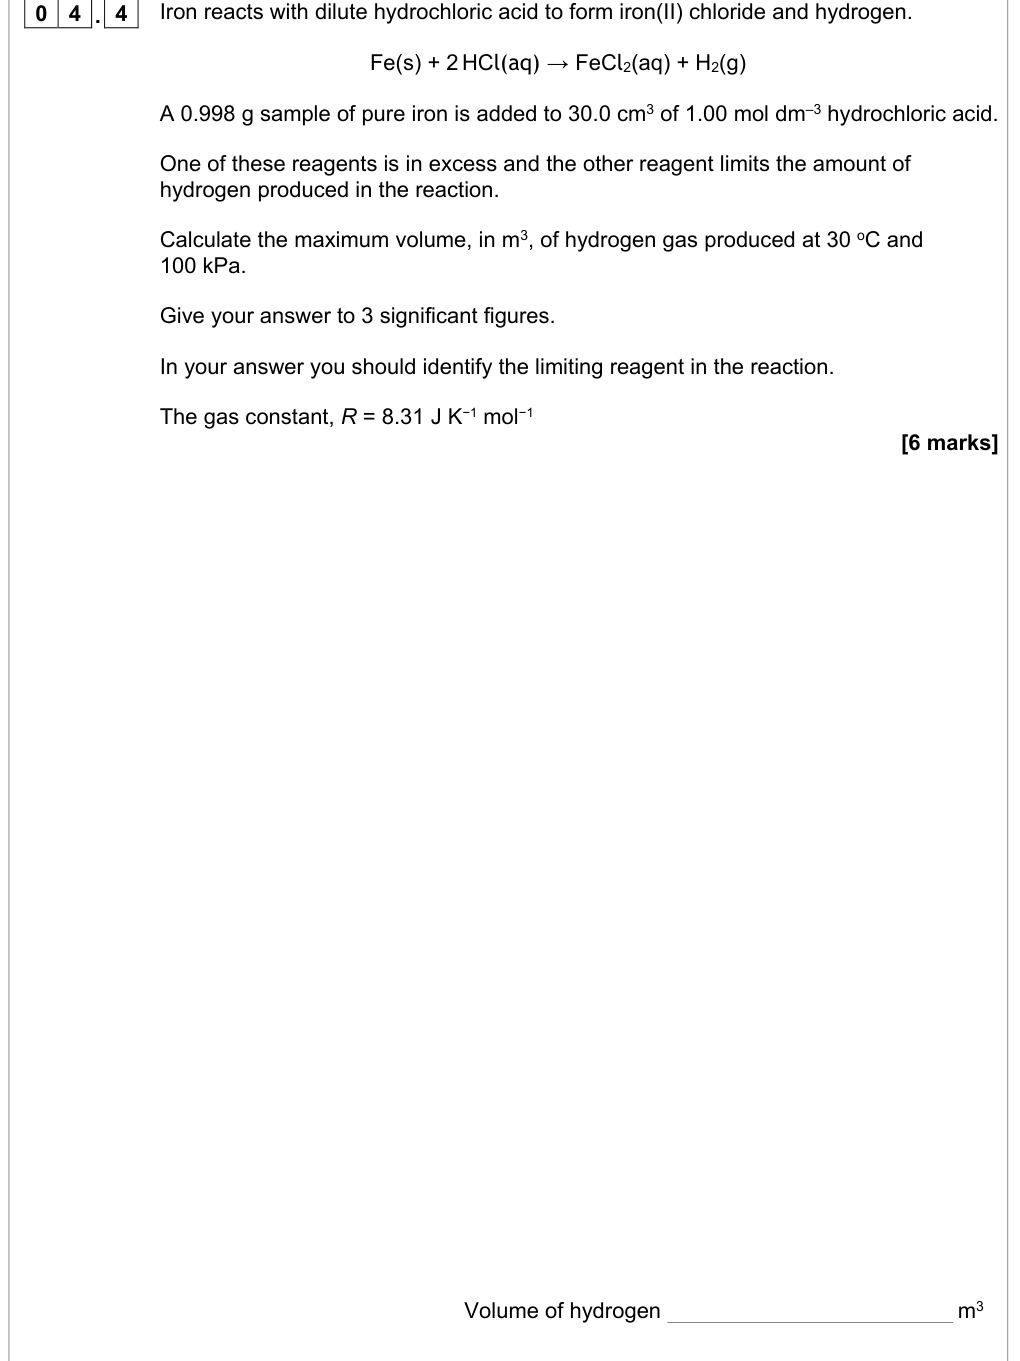 0 4 . 4 Iron reacts with dilute hydrochloric acid to form iron(II) chloride and hydrogen.
Fe(s) + 2 HCl(aq) → FeCl₂(aq) + H₂(g)
A 0.998 g sample of pure iron is added to 30.0 cm³ of 1.00 mol dm⁻³ hydrochloric acid.
One of these reagents is in excess and the other reagent limits the amount of
hydrogen produced in the reaction.
Calculate the maximum volume, in m³, of hydrogen gas produced at 30 ᵒC and
100 kPa.
Give your answer to 3 significant figures.
In your answer you should identify the limiting reagent in the reaction.
The gas constant, R = 8.31 J K⁻¹ mol⁻¹
[6 marks]
Volume of hydrogen ____________________ m³